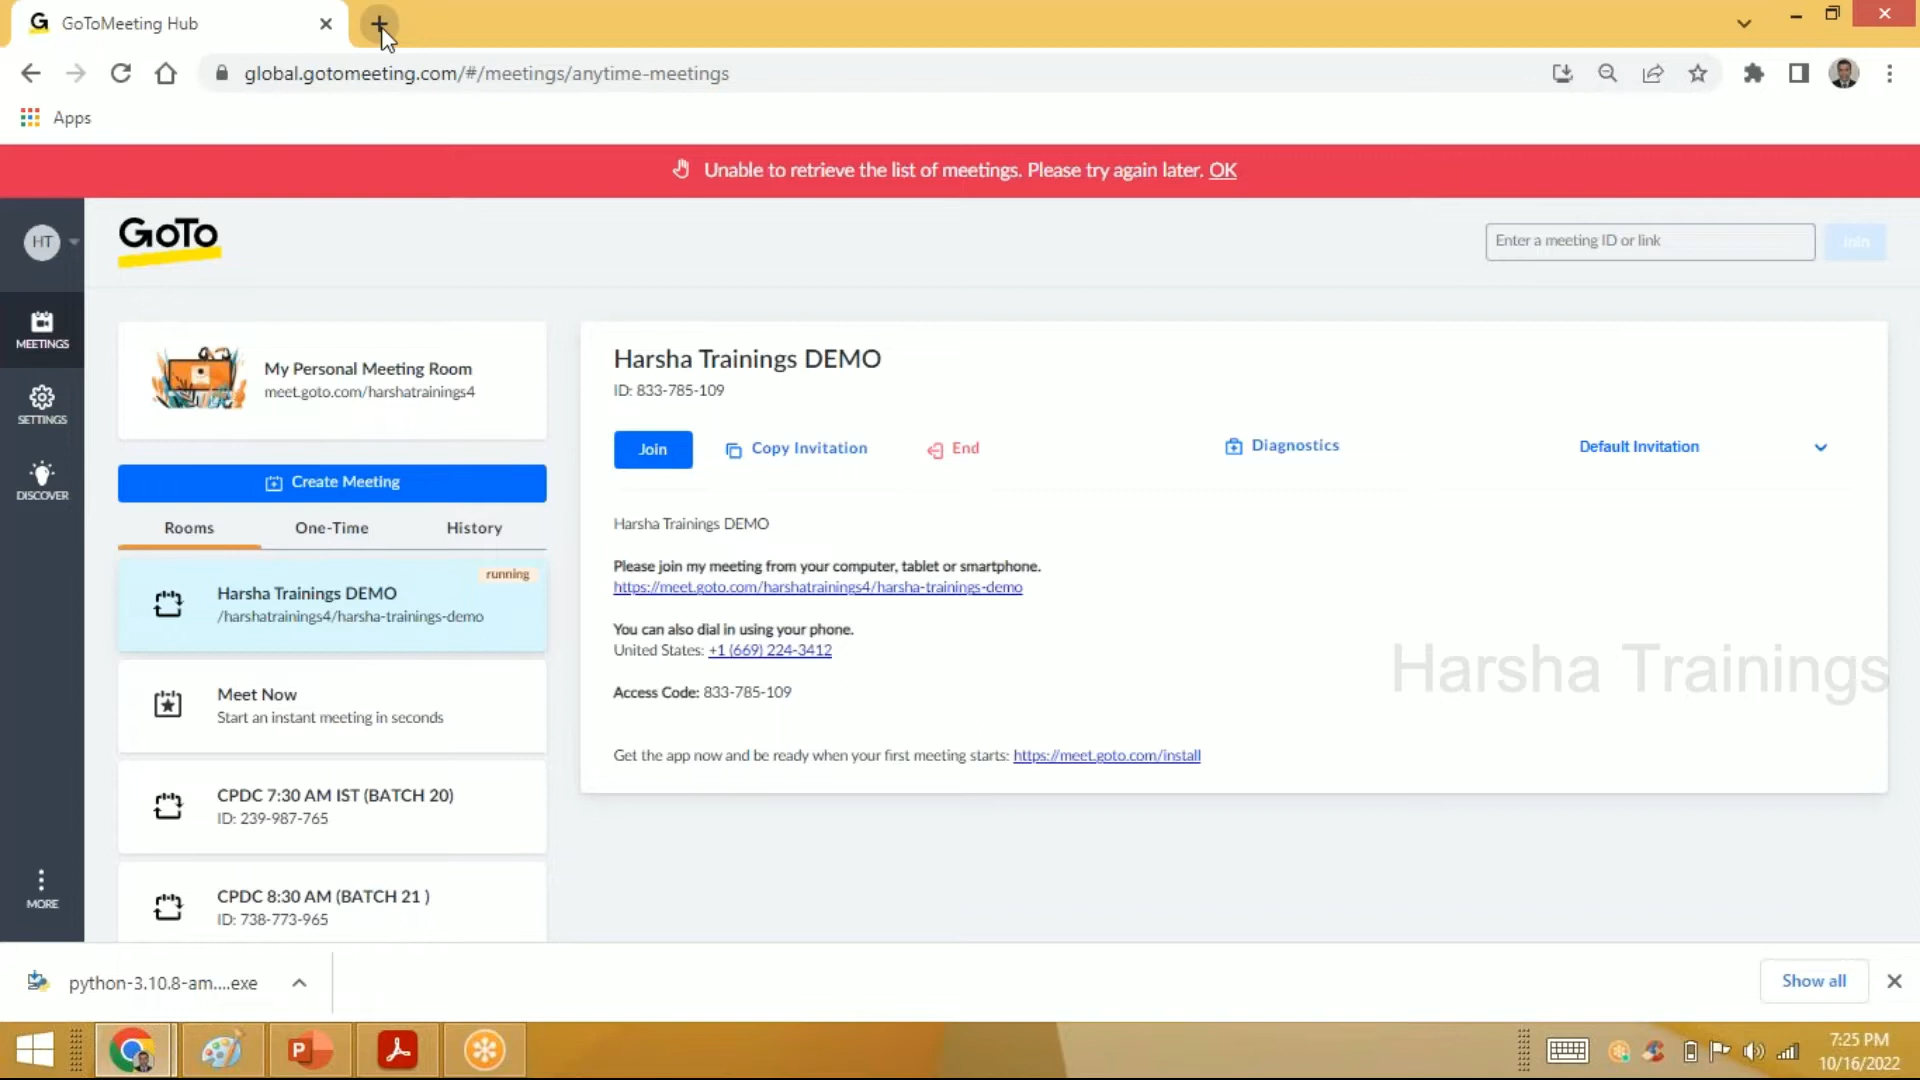 G GoToMeeting Hub
global.gotomeeting.com/#/meetings/anytime-meetings
Apps
Unable to retrieve the list of meetings. Please try again later. OK
HT
GoTo
Enter a meeting ID or link
Join
MEETINGS
SETTINGS
DISCOVER
MORE
My Personal Meeting Room
meet.goto.com/harshatrainings4
Create Meeting
Rooms One-Time History
running
Harsha Trainings DEMO
/harshatrainings4/harsha-trainings-demo
Meet Now
Start an instant meeting in seconds
CPDC 7:30 AM IST (BATCH 20)
ID: 239-987-765
CPDC 8:30 AM (BATCH 21 )
ID: 738-773-965
Harsha Trainings DEMO
ID: 833-785-109
Join Copy Invitation End Diagnostics Default Invitation
Harsha Trainings DEMO
Please join my meeting from your computer, tablet or smartphone.
https://meet.goto.com/harshatrainings4/harsha-trainings-demo
You can also dial in using your phone.
United States: +1 (669) 224-3412
Access Code: 833-785-109
Get the app now and be ready when your first meeting starts: https://meet.goto.com/install
Harsha Trainings
python-3.10.8-am....exe
Show all
P
7:25 PM
10/16/2022